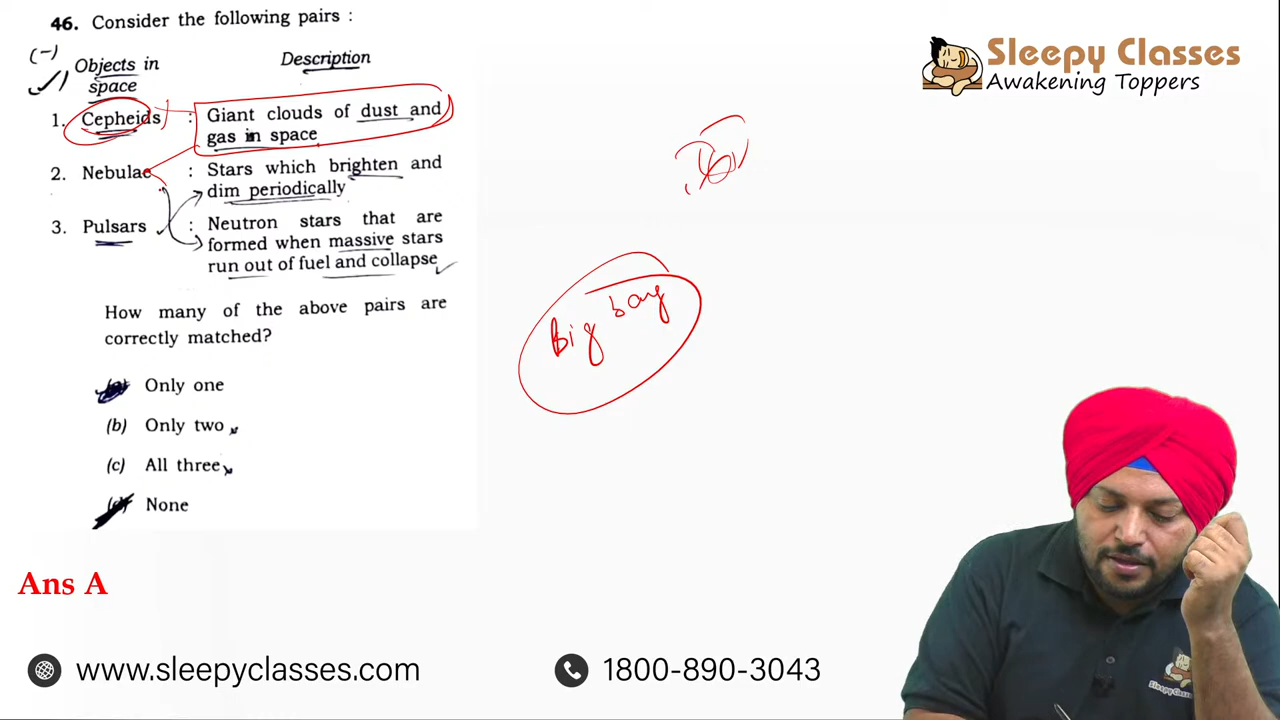 46. Consider the following pairs :
(-)
Objects in
space
Description
1. Cepheids : Giant clouds of dust and
gas in space
2. Nebulae : Stars which brighten and
dim periodically
3. Pulsars : Neutron stars that are
formed when massive stars
run out of fuel and collapse
How many of the above pairs are
correctly matched?
Only one
(b) Only two
(c) All three
(d) None
Ans A
Big bang
Sleepy Classes
Awakening Toppers
Sleepy Classes
www.sleepyclasses.com
1800-890-3043